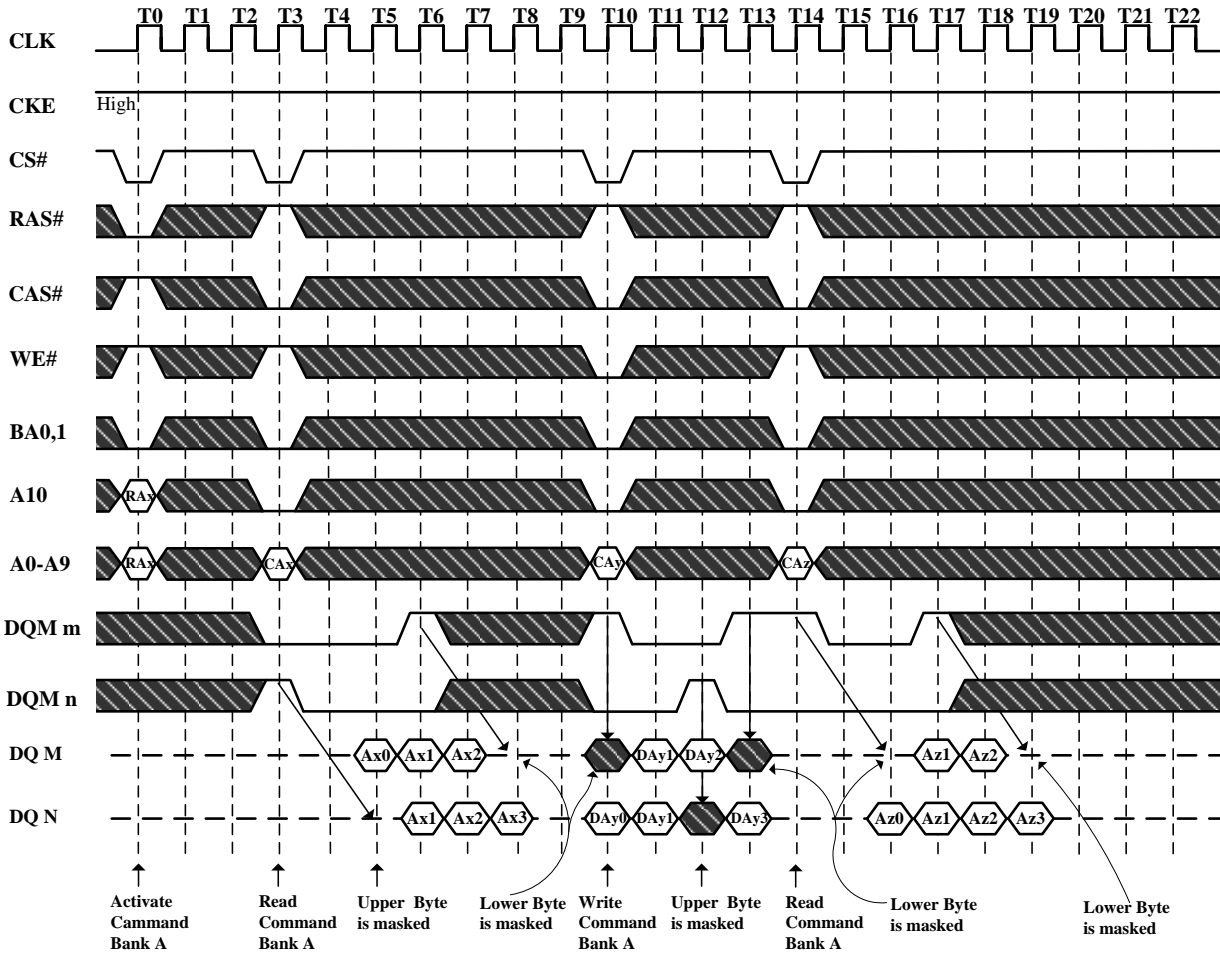 T0 T1 T2 T3 T4 T5 T6 T7 T8 T9 T10 T11 T12 T13 T14 T15 T16 T17 T18 T19 T20 T21 T22
CLK
CKE High
CS#
RAS#
CAS#
WE#
BA0,1
A10 RAx
A0-A9 RAx CAx CAy CAz
DQM m
DQM n
DQ M Ax0 Ax1 Ax2 DAy1 DAy2 Az1 Az2
DQ N Ax1 Ax2 Ax3 DAy0 DAy1 DAy3 Az0 Az1 Az2 Az3
Activate
Cammand
Bank A
Read
Command
Bank A
Upper Byte
is masked
Lower Byte
is masked
Write
Command
Bank A
Upper Byte
is masked
Read
Command
Bank A
Lower Byte
is masked
Lower Byte
is masked